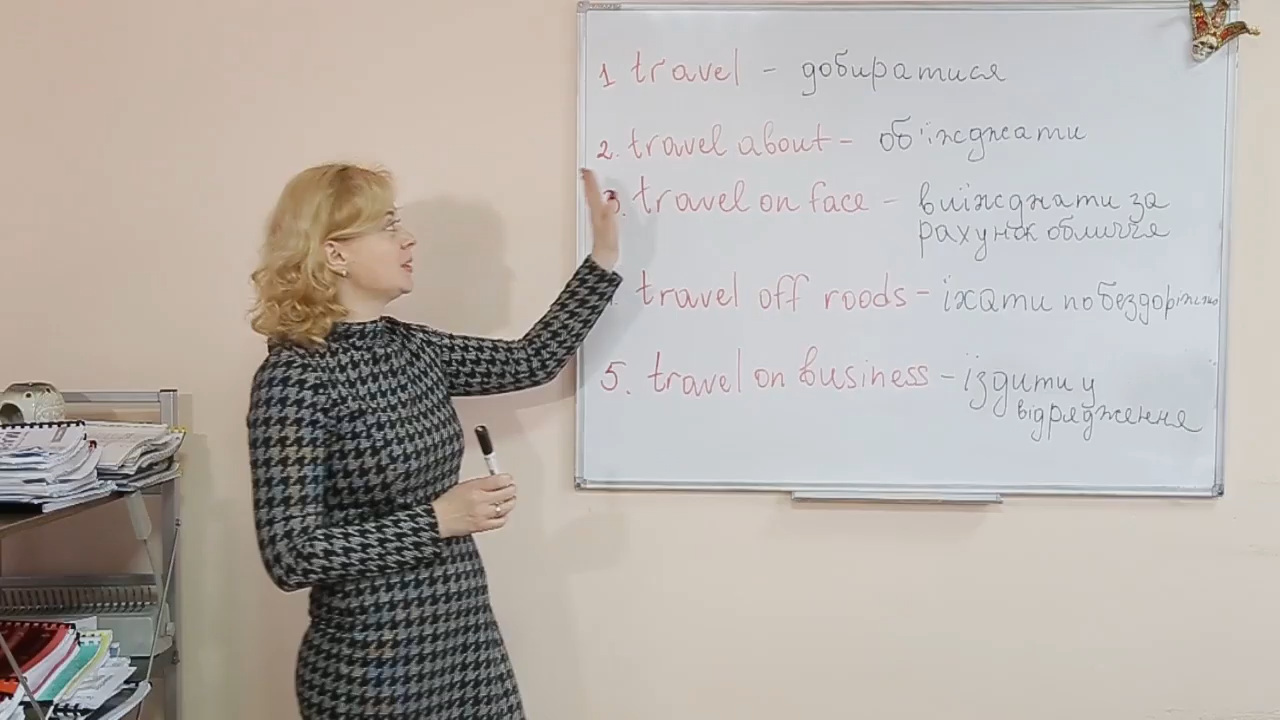 1 travel - добиратися
2. travel about - об'їжджати
3. travel on face - виїжджати за
рахунок обличчя
travel off roods - їхати по бездоріжжю
5. travel on business - їздити у
відрядження